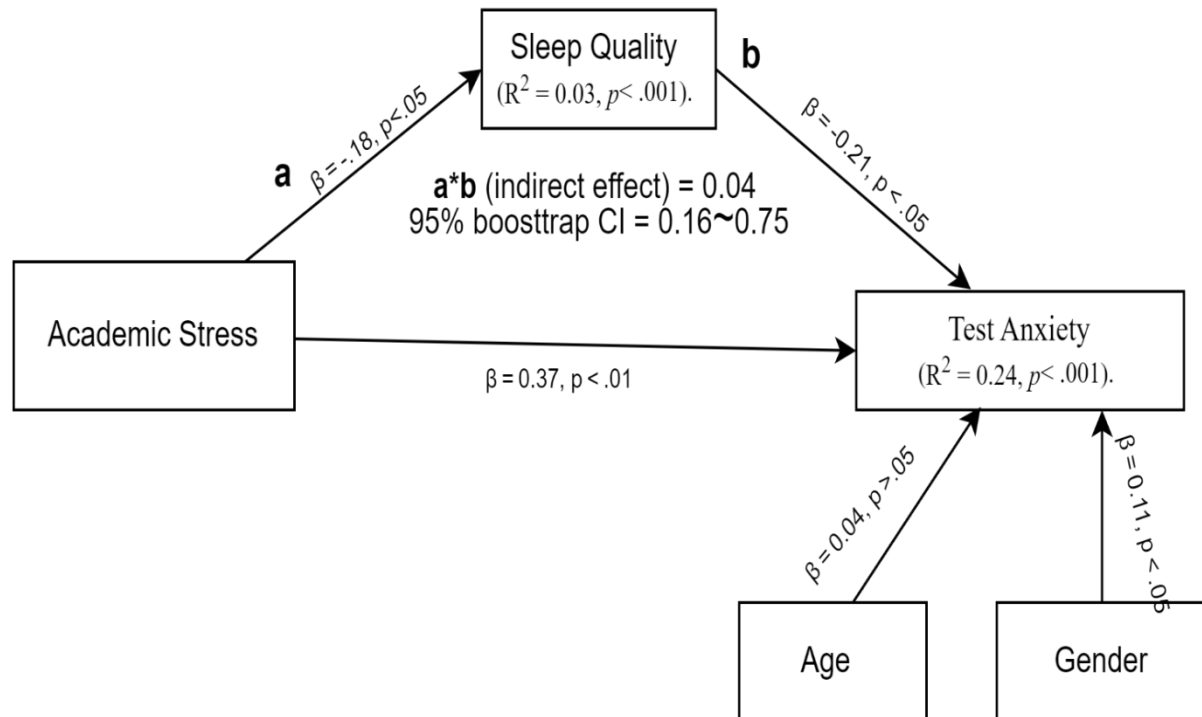 Sleep Quality
(R² = 0.03, p< .001).
b
a
β = -.18, p<.05
β = -0.21, p < .05
a*b (indirect effect) = 0.04
95% boosttrap CI = 0.16~0.75
Academic Stress
Test Anxiety
(R² = 0.24, p< .001).
β = 0.37, p < .01
β = 0.04, p >.05
β = 0.11, p < .05
Age
Gender